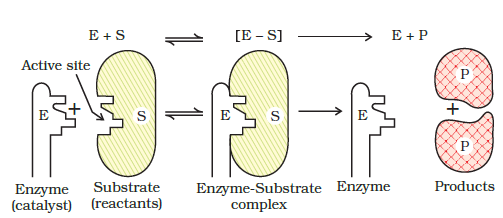 E + S [E – S] E + P
Active site
P
E + S E S E +
P
Enzyme Substrate Enzyme-Substrate Enzyme Products
(catalyst) (reactants) complex